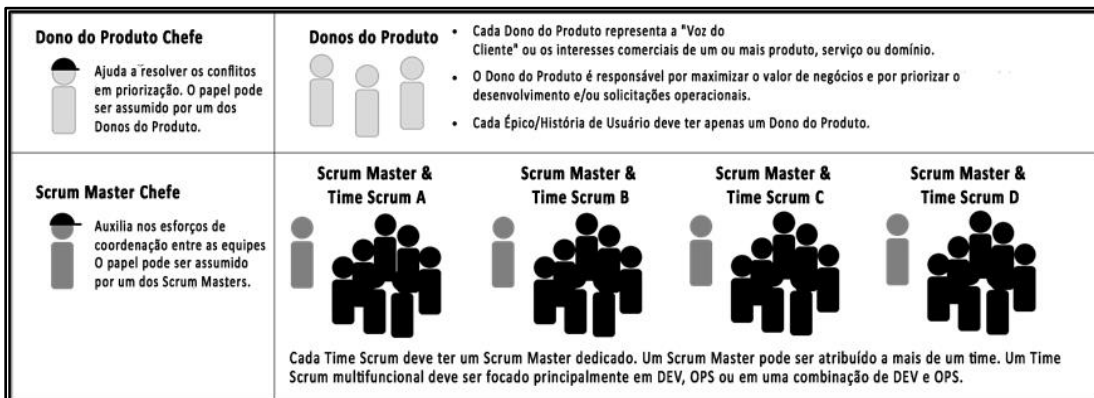 Dono do Produto Chefe
Ajuda a resolver os conflitos
em priorização. O papel pode
ser assumido por um dos
Donos do Produto.
Donos do Produto
• Cada Dono do Produto representa a "Voz do
Cliente" ou os interesses comerciais de um ou mais produto, serviço ou domínio.
• O Dono do Produto é responsável por maximizar o valor de negócios e por priorizar o
desenvolvimento e/ou solicitações operacionais.
• Cada Épico/História de Usuário deve ter apenas um Dono do Produto.
Scrum Master Chefe
Auxilia nos esforços de
coordenação entre as equipes
O papel pode ser assumido
por um dos Scrum Masters.
Scrum Master &
Time Scrum A
Scrum Master &
Time Scrum B
Scrum Master &
Time Scrum C
Scrum Master &
Time Scrum D
Cada Time Scrum deve ter um Scrum Master dedicado. Um Scrum Master pode ser atribuído a mais de um time. Um Time
Scrum multifuncional deve ser focado principalmente em DEV, OPS ou em uma combinação de DEV e OPS.